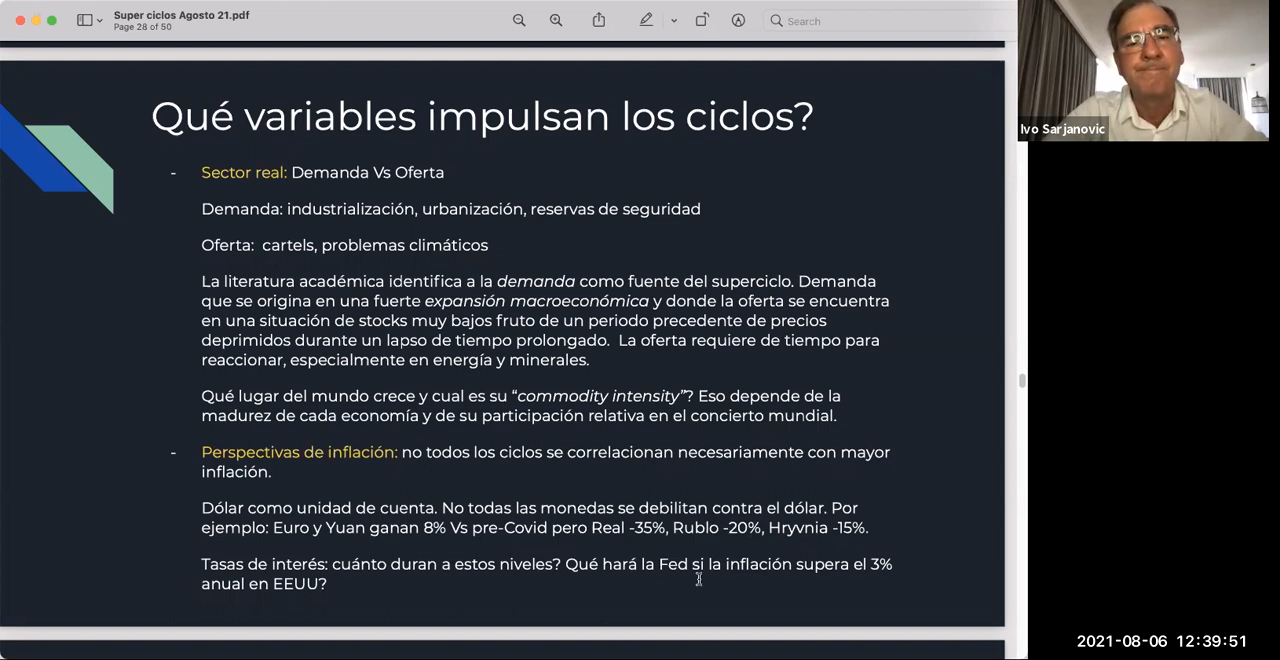 Super ciclos Agosto 21.pdf
Page 28 of 50
Search
Qué variables impulsan los ciclos?
- Sector real: Demanda Vs Oferta
Demanda: industrialización, urbanización, reservas de seguridad
Oferta: cartels, problemas climáticos
La literatura académica identifica a la demanda como fuente del superciclo. Demanda
que se origina en una fuerte expansión macroeconómica y donde la oferta se encuentra
en una situación de stocks muy bajos fruto de un periodo precedente de precios
deprimidos durante un lapso de tiempo prolongado. La oferta requiere de tiempo para
reaccionar, especialmente en energía y minerales.
Qué lugar del mundo crece y cual es su “commodity intensity”? Eso depende de la
madurez de cada economía y de su participación relativa en el concierto mundial.
- Perspectivas de inflación: no todos los ciclos se correlacionan necesariamente con mayor
inflación.
Dólar como unidad de cuenta. No todas las monedas se debilitan contra el dólar. Por
ejemplo: Euro y Yuan ganan 8% Vs pre-Covid pero Real -35%, Rublo -20%, Hryvnia -15%.
Tasas de interés: cuánto duran a estos niveles? Qué hará la Fed si la inflación supera el 3%
anual en EEUU?
Ivo Sarjanovic
2021-08-06 12:39:51